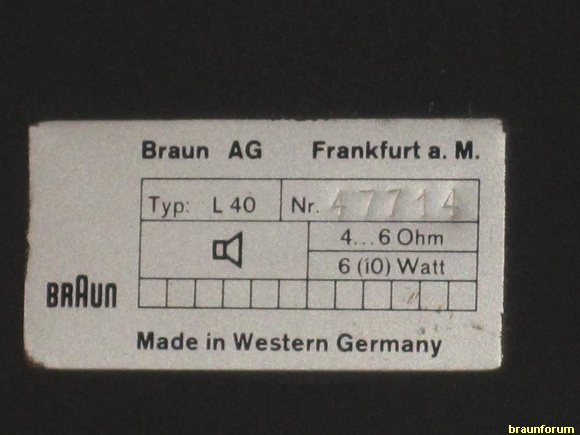 Braun AG Frankfurt a. M.
Typ: L 40 Nr. 47714
4...6 Ohm
6 (10) Watt
BRAUN
Made in Western Germany
braunforum